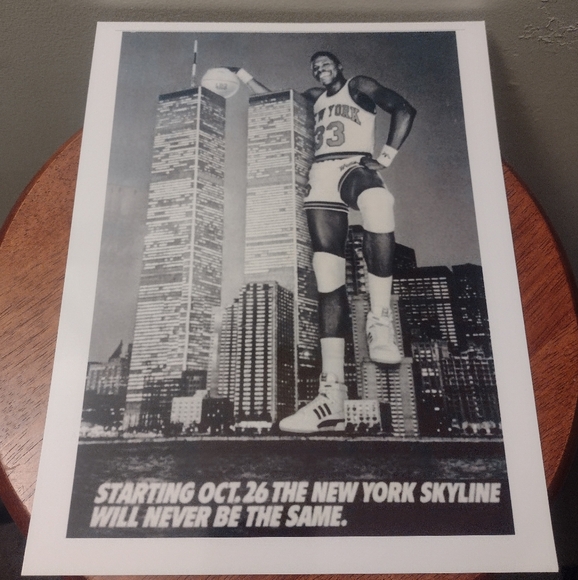 NEW YORK
33
STARTING OCT. 26 THE NEW YORK SKYLINE
WILL NEVER BE THE SAME.